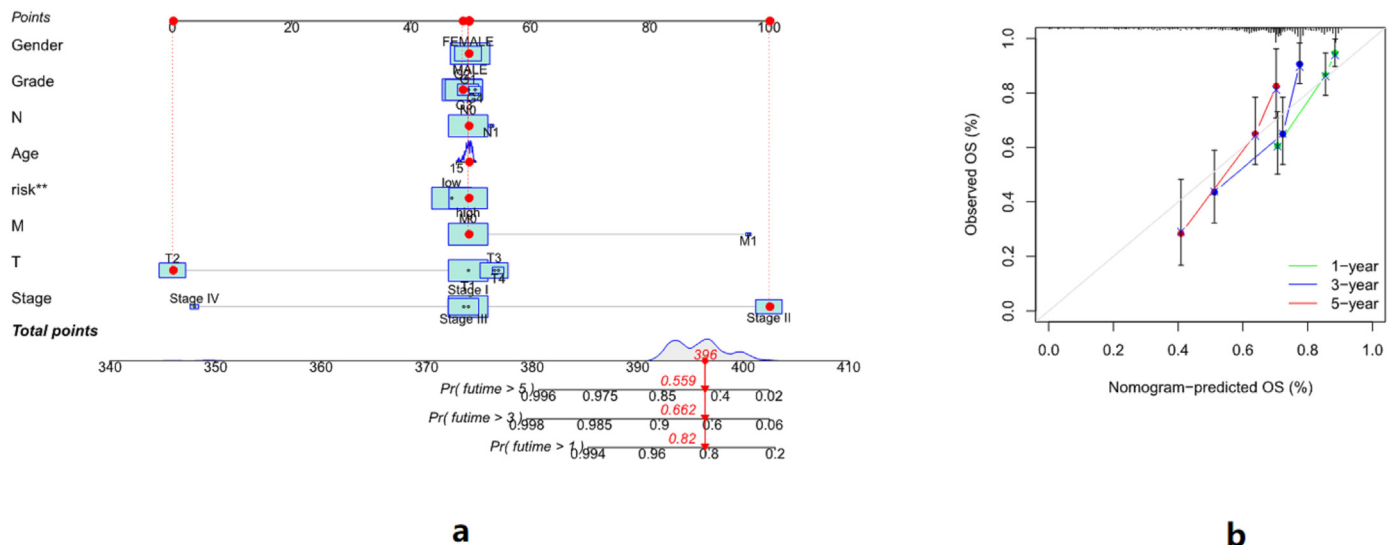 Points
0 20 40 60 80 100
Gender
FEMALE
MALE
Grade
G2
G1
G4
G3
N
N0
N1
Age
15
risk**
low
high
M
M0
M1
T
T2
T3
T4
T1
Stage
Stage IV
Stage I
Stage III
Stage II
Total points
396
340 350 360 370 380 390 400 410
0.559
Pr( futime > 5 )
0.996 0.975 0.85 0.4 0.02
0.662
Pr( futime > 3 )
0.998 0.985 0.9 0.6 0.06
0.82
Pr( futime > 1 )
0.994 0.96 0.8 0.2
a
Observed OS (%)
1.0
0.8
0.6
0.4
0.2
0.0
1−year
3−year
5−year
0.0 0.2 0.4 0.6 0.8 1.0
Nomogram−predicted OS (%)
b